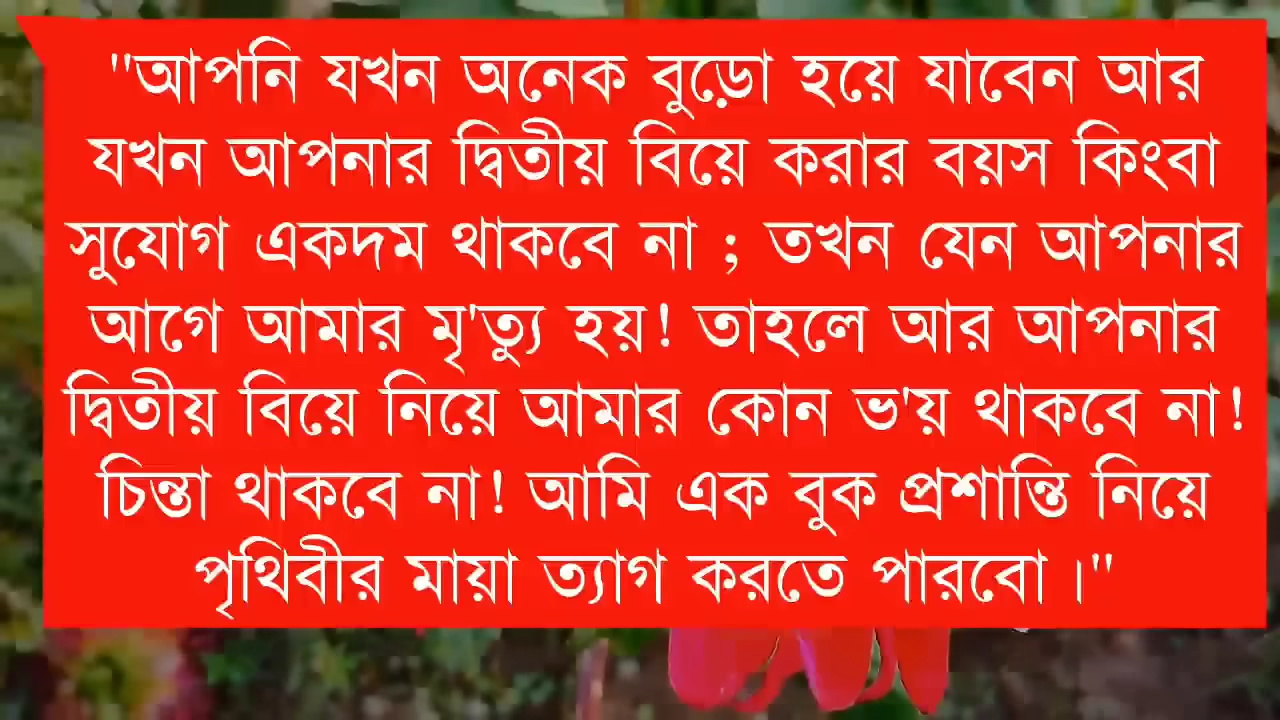 "আপনি যখন অনেক বুড়ো হয়ে যাবেন আর
যখন আপনার দ্বিতীয় বিয়ে করার বয়স কিংবা
সুযোগ একদম থাকবে না ; তখন যেন আপনার
আগে আমার মৃ'ত্যু হয়! তাহলে আর আপনার
দ্বিতীয় বিয়ে নিয়ে আমার কোন ভ'য় থাকবে না!
চিন্তা থাকবে না! আমি এক বুক প্রশান্তি নিয়ে
পৃথিবীর মায়া ত্যাগ করতে পারবো।"